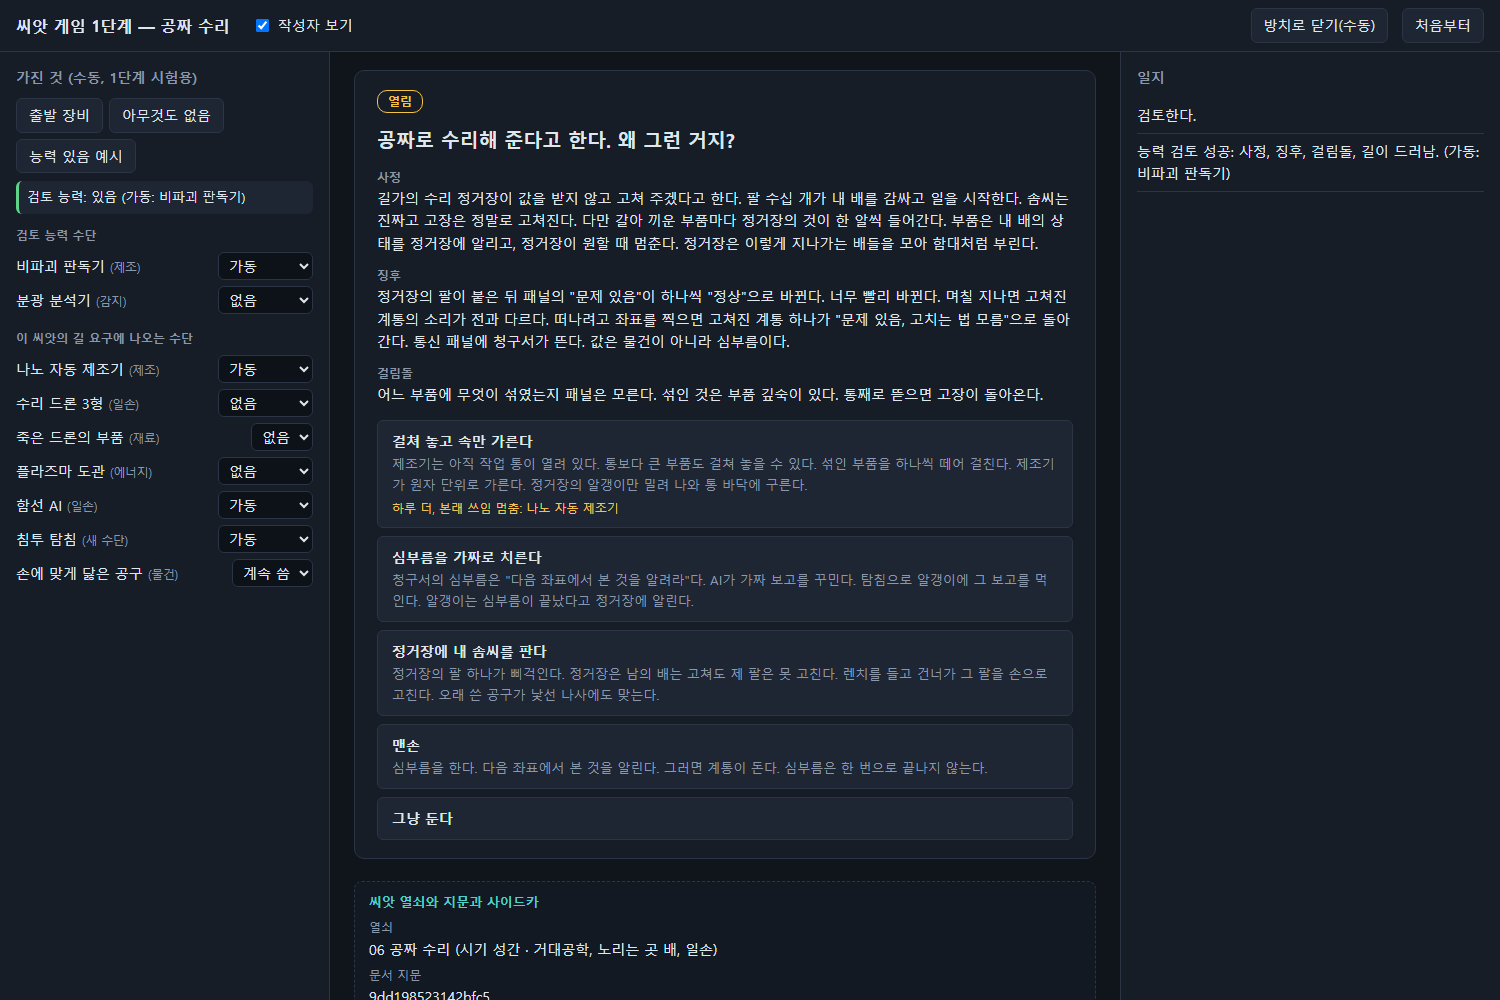 씨앗 게임 1단계 — 공짜 수리
작성자 보기
방치로 닫기(수동)
처음부터
가진 것 (수동, 1단계 시험용)
출발 장비
아무것도 없음
능력 있음 예시
검토 능력: 있음 (가동: 비파괴 판독기)
검토 능력 수단
비파괴 판독기 (제조)
가동
분광 분석기 (감지)
없음
이 씨앗의 길 요구에 나오는 수단
나노 자동 제조기 (제조)
가동
수리 드론 3형 (일손)
없음
죽은 드론의 부품 (재료)
없음
플라즈마 도관 (에너지)
없음
함선 AI (일손)
가동
침투 탐침 (새 수단)
가동
손에 맞게 닳은 공구 (물건)
계속 씀
열림
공짜로 수리해 준다고 한다. 왜 그런 거지?
사정
길가의 수리 정거장이 값을 받지 않고 고쳐 주겠다고 한다. 팔 수십 개가 내 배를 감싸고 일을 시작한다. 솜씨는
진짜고 고장은 정말로 고쳐진다. 다만 갈아 끼운 부품마다 정거장의 것이 한 알씩 들어간다. 부품은 내 배의 상
태를 정거장에 알리고, 정거장이 원할 때 멈춘다. 정거장은 이렇게 지나가는 배들을 모아 함대처럼 부린다.
징후
정거장의 팔이 붙은 뒤 패널의 "문제 있음"이 하나씩 "정상"으로 바뀐다. 너무 빨리 바뀐다. 며칠 지나면 고쳐진
계통의 소리가 전과 다르다. 떠나려고 좌표를 찍으면 고쳐진 계통 하나가 "문제 있음, 고치는 법 모름"으로 돌아
간다. 통신 패널에 청구서가 뜬다. 값은 물건이 아니라 심부름이다.
걸림돌
어느 부품에 무엇이 섞였는지 패널은 모른다. 섞인 것은 부품 깊숙이 있다. 통째로 뜯으면 고장이 돌아온다.
걸쳐 놓고 속만 가른다
제조기는 아직 작업 통이 열려 있다. 통보다 큰 부품도 걸쳐 놓을 수 있다. 섞인 부품을 하나씩 떼어 걸친다. 제조기
가 원자 단위로 가른다. 정거장의 알갱이만 밀려 나와 통 바닥에 구른다.
하루 더, 본래 쓰임 멈춤: 나노 자동 제조기
심부름을 가짜로 치른다
청구서의 심부름은 "다음 좌표에서 본 것을 알려라"다. AI가 가짜 보고를 꾸민다. 탐침으로 알갱이에 그 보고를 먹
인다. 알갱이는 심부름이 끝났다고 정거장에 알린다.
정거장에 내 솜씨를 판다
정거장의 팔 하나가 삐걱인다. 정거장은 남의 배는 고쳐도 제 팔은 못 고친다. 렌치를 들고 건너가 그 팔을 손으로
고친다. 오래 쓴 공구가 낯선 나사에도 맞는다.
맨손
심부름을 한다. 다음 좌표에서 본 것을 알린다. 그러면 계통이 돈다. 심부름은 한 번으로 끝나지 않는다.
그냥 둔다
씨앗 열쇠와 지문과 사이드카
열쇠
06 공짜 수리 (시기 성간 · 거대공학, 노리는 곳 배, 일손)
문서 지문
9dd198523142bfc5
일지
검토한다.
능력 검토 성공: 사정, 징후, 걸림돌, 길이 드러남. (가동:
비파괴 판독기)